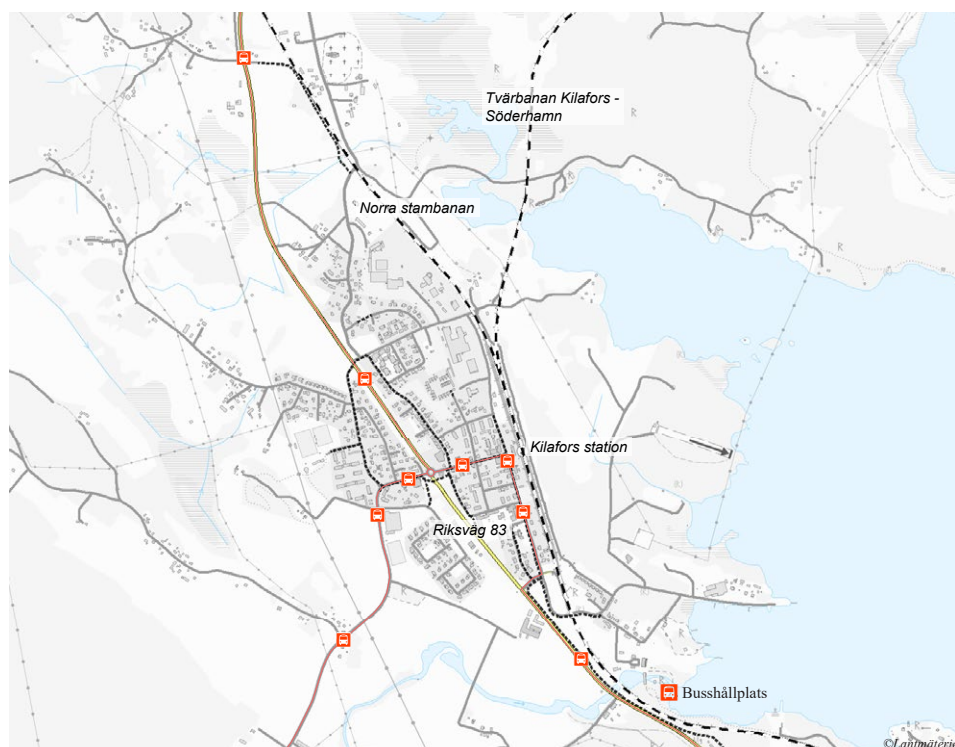 Tvärbanan Kilafors -
Söderhamn
Norra stambanan
Kilafors station
Riksväg 83
Busshållplats